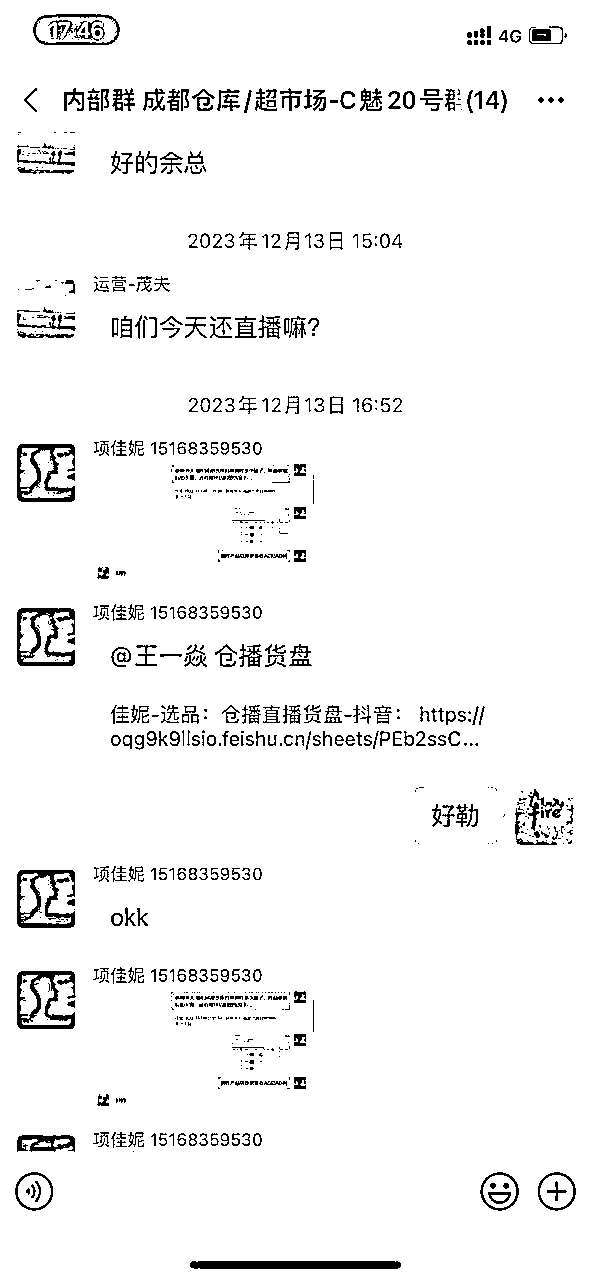 17:46
4G
内部群 成都仓库/超市场-C魅20号群(14)
好的余总
2023年12月13日 15:04
运营-茂夫
咱们今天还直播嘛?
2023年12月13日 16:52
项佳妮 15168359530
项佳妮 15168359530
@王一焱 仓播货盘
佳妮-选品：仓播直播货盘-抖音： https://
oqg9k9llsio.feishu.cn/sheets/PEb2ssC...
好勒
fire
项佳妮 15168359530
okk
项佳妮 15168359530
项佳妮 15168359530